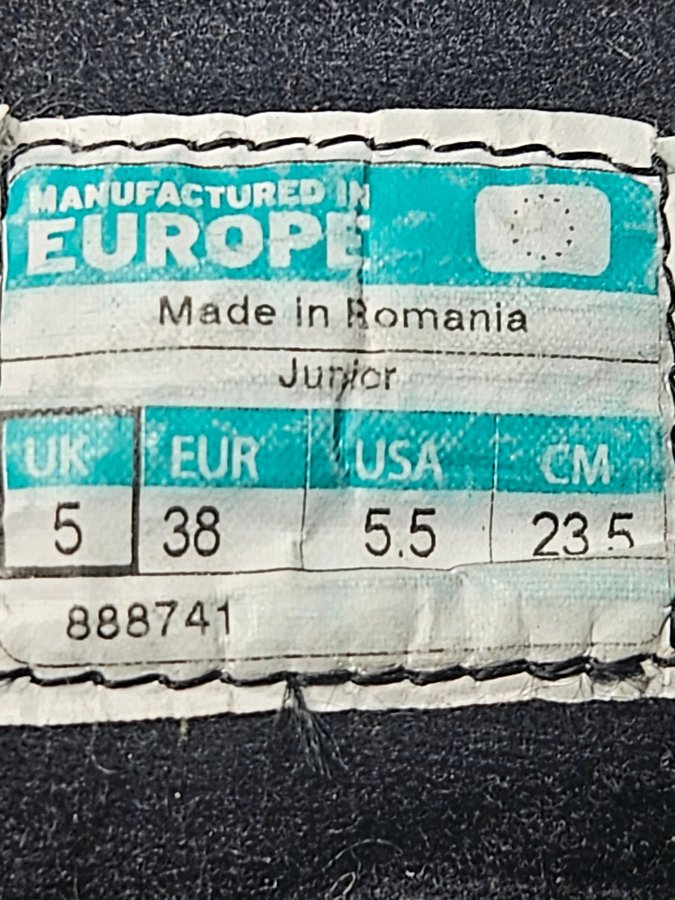 MANUFACTURED IN
EUROPE
Made in Romania
Junior
UK EUR USA CM
5 38 5.5 23.5
888741